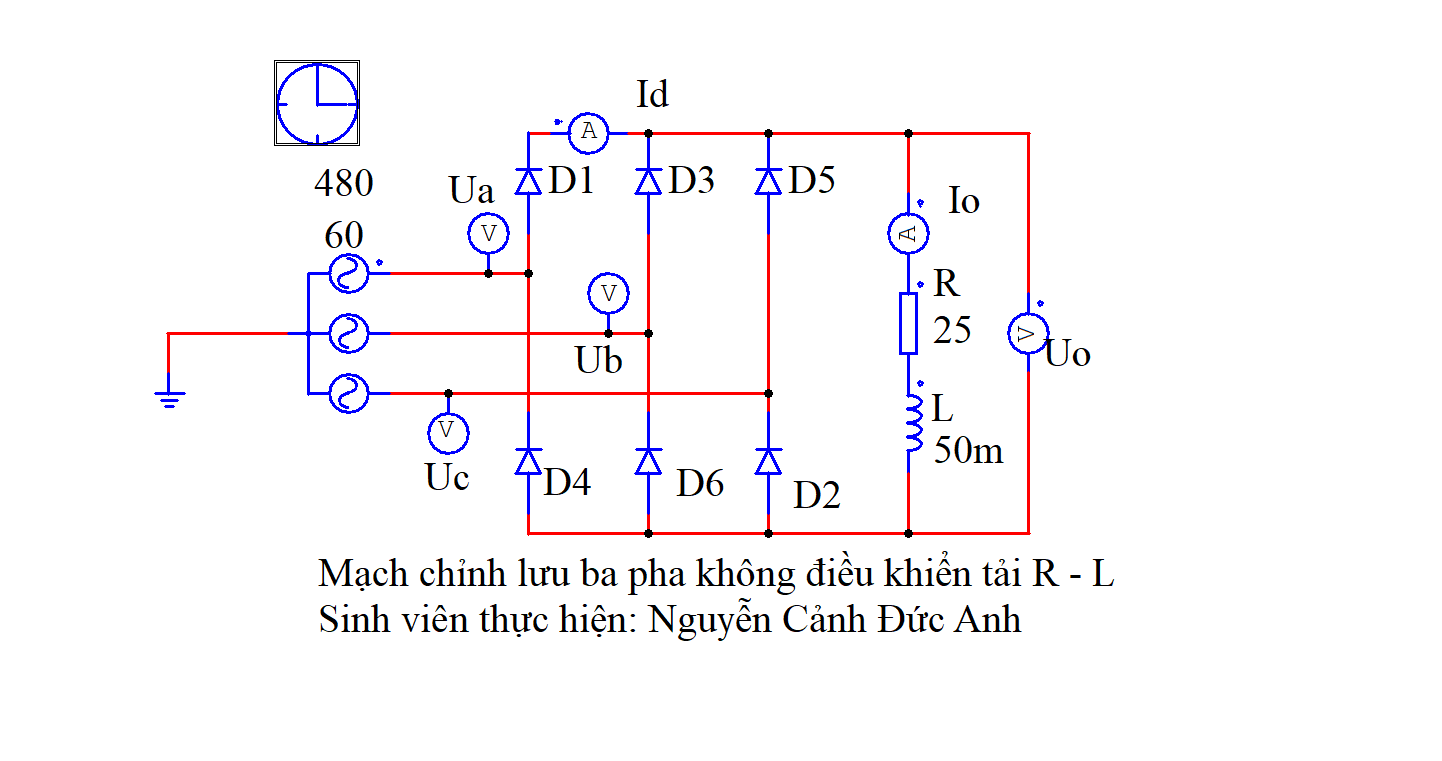 Id
A
480
Ua
D1
D3
D5
Io
60
V
A
V
R
25
V
Uo
Ub
L
V
50m
Uc
D4
D6
D2
Mạch chỉnh lưu ba pha không điều khiển tải R - L
Sinh viên thực hiện: Nguyễn Cảnh Đức Anh